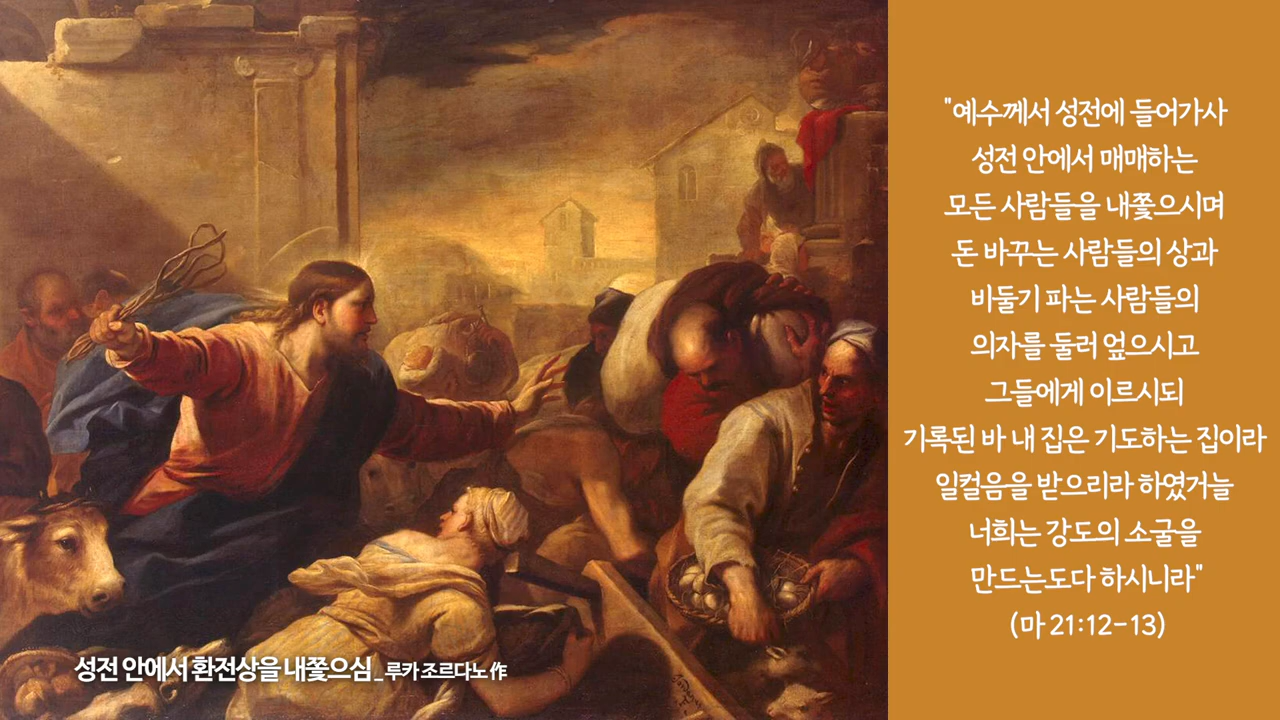 "예수께서 성전에 들어가사
성전 안에서 매매하는
모든 사람들을 내쫓으시며
돈 바꾸는 사람들의 상과
비둘기 파는 사람들의
의자를 둘러 엎으시고
그들에게 이르시되
기록된 바 내 집은 기도하는 집이라
일컬음을 받으리라 하였거늘
너희는 강도의 소굴을
만드는도다 하시니라"
(마 21:12-13)
성전 안에서 환전상을 내쫓으심_루카 조르다노 作